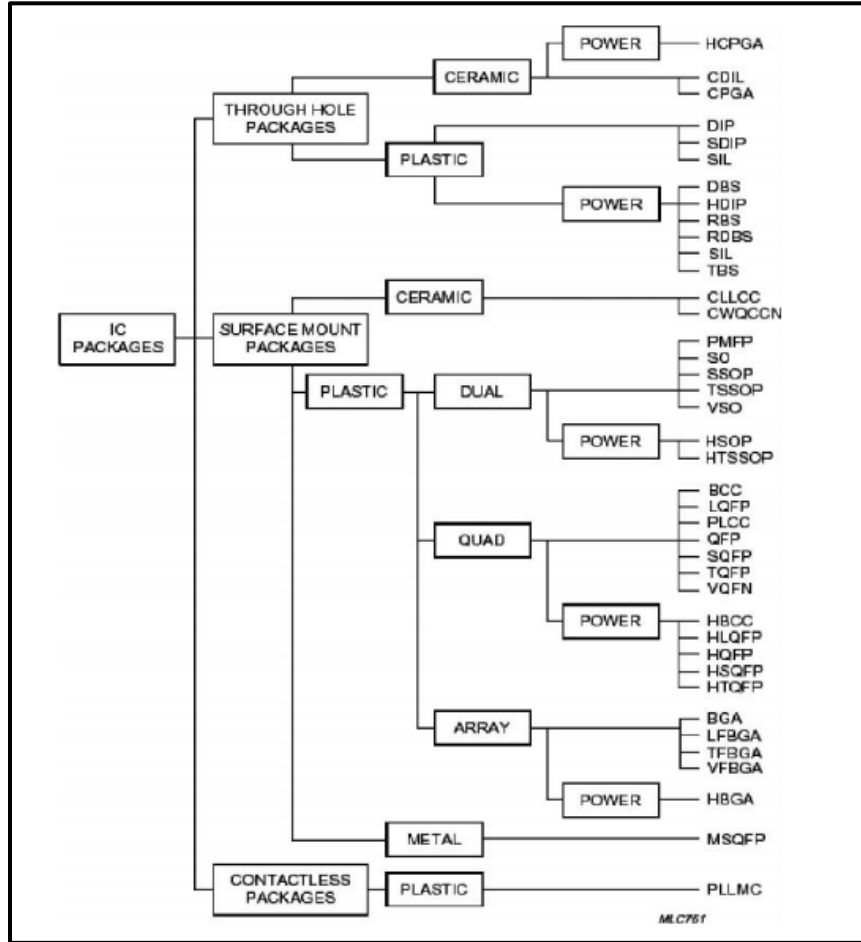 POWER
HCPGA
CERAMIC
CDIL
CPGA
THROUGH HOLE
PACKAGES
DIP
SDIP
SIL
PLASTIC
DBS
HDIP
RBS
RDBS
SIL
TBS
POWER
CERAMIC
CLLCC
CWQCCN
IC
PACKAGES
SURFACE MOUNT
PACKAGES
PMFP
SO
SSOP
TSSOP
VSO
PLASTIC
DUAL
POWER
HSOP
HTSSOP
BCC
LQFP
PLCC
QFP
SQFP
TQFP
VQFN
QUAD
POWER
HBCC
HLQFP
HQFP
HSQFP
HTQFP
BGA
LFBGA
TFBGA
VFBGA
ARRAY
POWER
HBGA
METAL
MSQFP
CONTACTLESS
PACKAGES
PLASTIC
PLLMC
MLC761